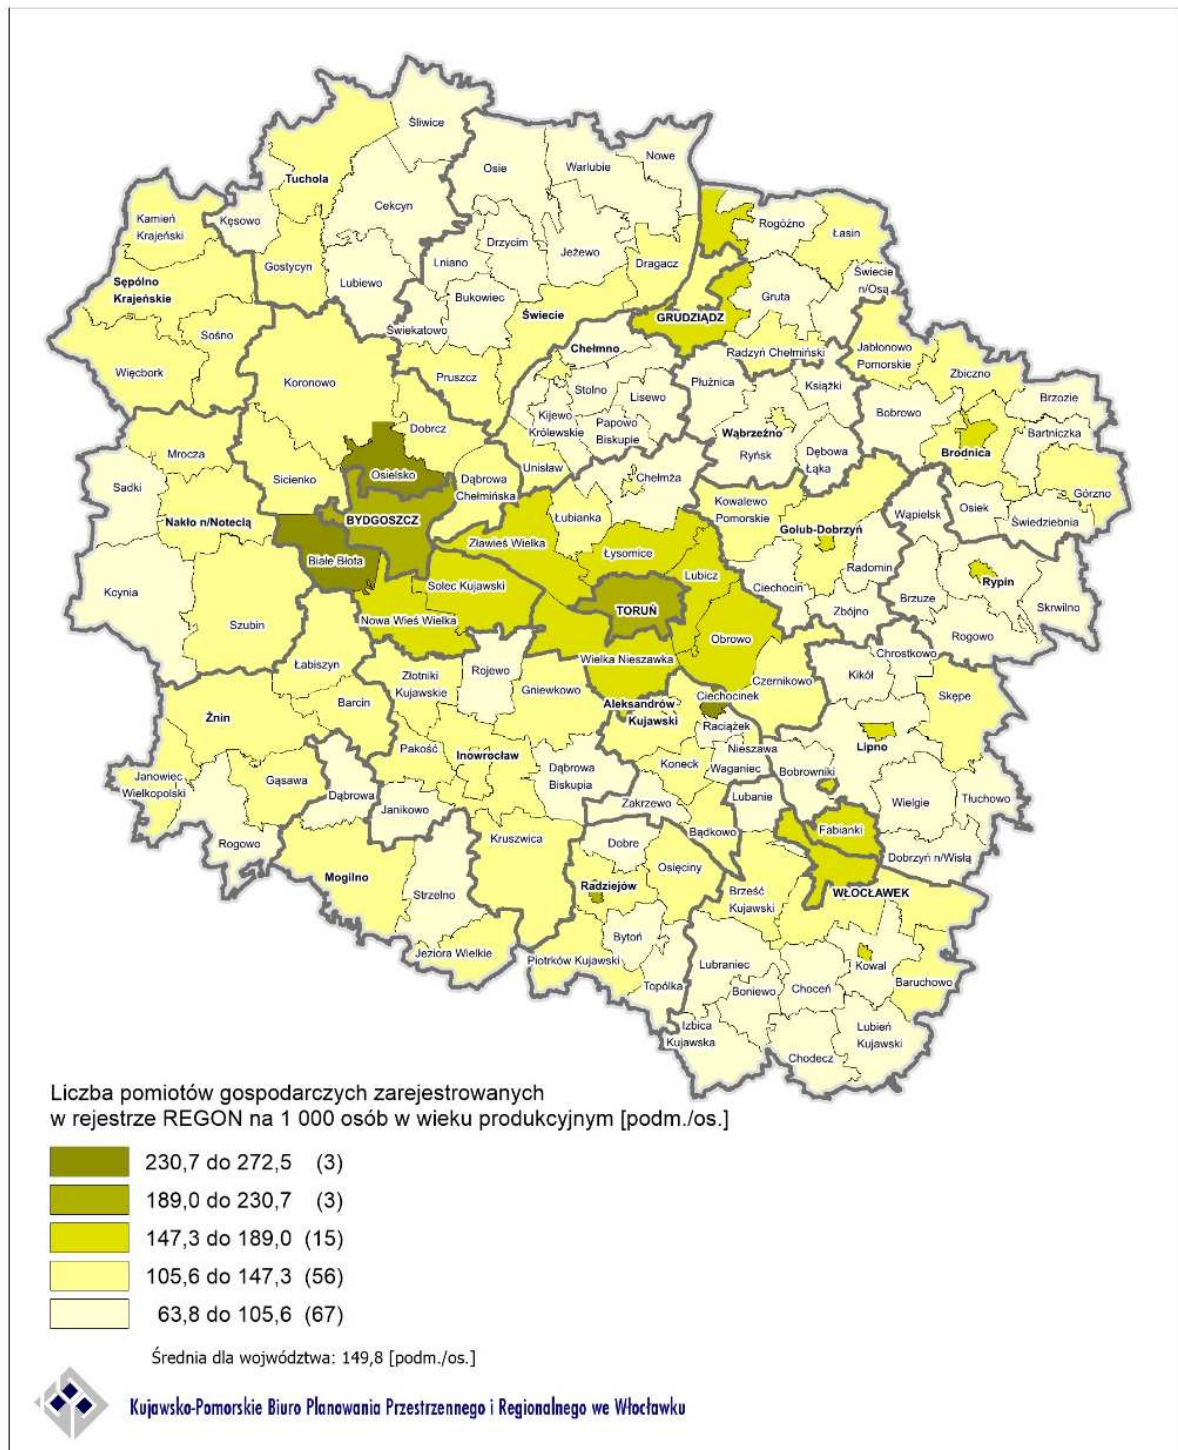 Śliwice
Osie
Warlubie
Nowe
Tuchola
Cekcyn
Kamień
Krajeński
Kęsowo
Rogóźno
Łasin
Drzycim
Jeżewo
Lniano
Dragacz
Gostycyn
Lubiewo
Sępólno
Krajeńskie
Bukowiec
Gruta
Świecie
n/Osą
Świecie
GRUDZIĄDZ
Świekatowo
Sośno
Chełmno
Radzyń Chełmiński
Jabłonowo
Pomorskie
Zbiczno
Więcbork
Koronowo
Pruszcz
Stolno
Lisewo
Płużnica
Książki
Brzozie
Kijewo
Królewskie
Papowo
Biskupie
Bobrowo
Dobrcz
Wąbrzeźno
Bartniczka
Mrocza
Unisław
Ryńsk
Dębowa
Łąka
Brodnica
Sicienko
Osielsko
Dąbrowa
Chełmińska
Chełmża
Górzno
Sadki
Kowalewo
Pomorskie
Wąpielsk
Osiek
Świedziebnia
Nakło n/Notecią
BYDGOSZCZ
Łubianka
Golub-Dobrzyń
Zławieś Wielka
Łysomice
Radomin
Białe Błota
Lubicz
Rypin
Kcynia
Solec Kujawski
Ciechocin
Brzuze
Skrwilno
TORUŃ
Zbójno
Szubin
Nowa Wieś Wielka
Obrowo
Rogowo
Wielka Nieszawka
Chrostkowo
Łabiszyn
Złotniki
Kujawskie
Rojewo
Gniewkowo
Czernikowo
Kikół
Skępe
Ciechocinek
Żnin
Barcin
Aleksandrów
Kujawski
Raciążek
Lipno
Pakość
Inowrocław
Nieszawa
Waganiec
Janowiec
Wielkopolski
Gąsawa
Dąbrowa
Dąbrowa
Biskupia
Koneck
Bobrowniki
Janikowo
Zakrzewo
Lubanie
Wielgie
Tłuchowo
Rogowo
Kruszwica
Bądkowo
Fabianki
Dobre
Dobrzyń n/Wisłą
Mogilno
Osięciny
Strzelno
Radziejów
Brześć
Kujawski
WŁOCŁAWEK
Jeziora Wielkie
Bytoń
Piotrków Kujawski
Lubraniec
Kowal
Baruchowo
Topólka
Boniewo
Choceń
Izbica
Kujawska
Lubień
Kujawski
Chodecz
Liczba pomiotów gospodarczych zarejestrowanych
w rejestrze REGON na 1 000 osób w wieku produkcyjnym [podm./os.]
230,7 do 272,5 (3)
189,0 do 230,7 (3)
147,3 do 189,0 (15)
105,6 do 147,3 (56)
63,8 do 105,6 (67)
Średnia dla wojwództwa: 149,8 [podm./os.]
Kujawsko-Pomorskie Biuro Planowania Przestrzennego i Regionalnego we Włocławku